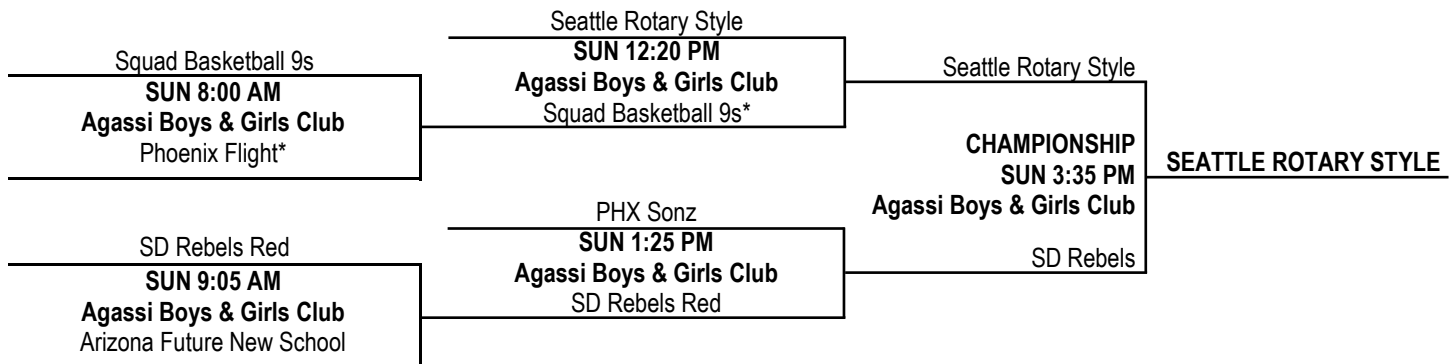 Squad Basketball 9s
SUN 8:00 AM
Agassi Boys & Girls Club
Phoenix Flight*
SD Rebels Red
SUN 9:05 AM
Agassi Boys & Girls Club
Arizona Future New School
Seattle Rotary Style
SUN 12:20 PM
Agassi Boys & Girls Club
Squad Basketball 9s*
PHX Sonz
SUN 1:25 PM
Agassi Boys & Girls Club
SD Rebels Red
Seattle Rotary Style
CHAMPIONSHIP
SUN 3:35 PM
Agassi Boys & Girls Club
SD Rebels
SEATTLE ROTARY STYLE